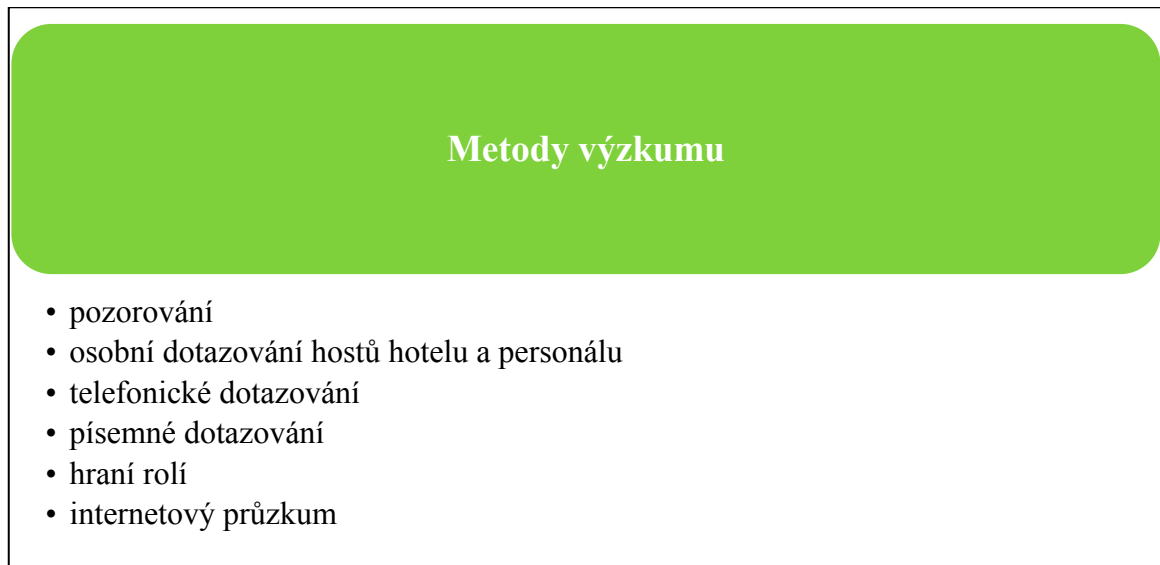 Metody výzkumu
• pozorování
• osobní dotazování hostů hotelu a personálu
• telefonické dotazování
• písemné dotazování
• hraní rolí
• internetový průzkum